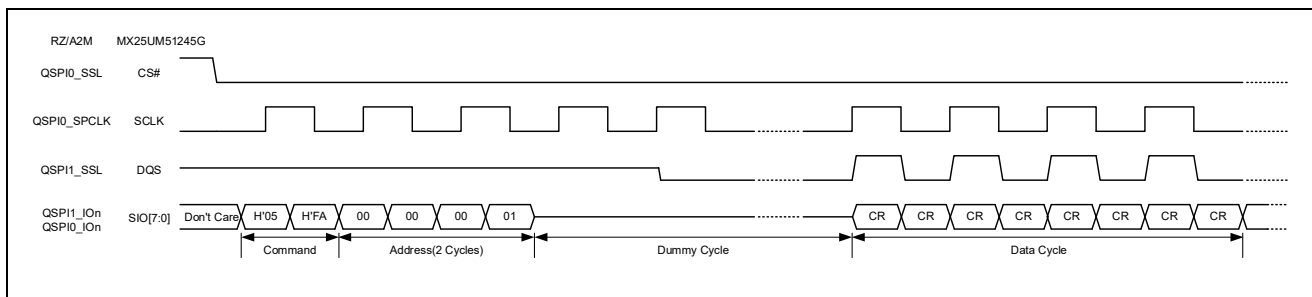 RZ/A2M MX25UM51245G
QSPI0_SSL CS#
QSPI0_SPCLK SCLK
QSPI1_SSL DQS
QSPI1_IOn
QSPI0_IOn
SIO[7:0]
Don't Care H'05 H'FA 00 00 00 01 CR CR CR CR CR CR CR CR
Command Address(2 Cycles) Dummy Cycle Data Cycle